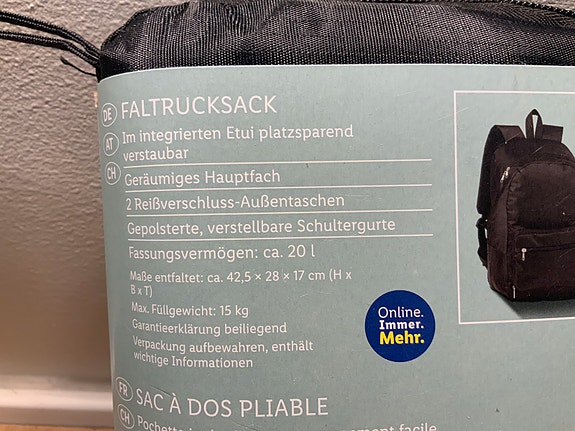 DE FALTRUCKSACK
AT Im integrierten Etui platzsparend
CH verstaubar
Geräumiges Hauptfach
2 Reißverschluss-Außentaschen
Gepolsterte, verstellbare Schultergurte
Fassungsvermögen: ca. 20 l
Maße entfaltet: ca. 42,5 × 28 × 17 cm (H x
B x T)
Max. Füllgewicht: 15 kg
Garantieerklärung beiliegend
Verpackung aufbewahren, enthält
wichtige Informationen
Online.
Immer.
Mehr.
FR SAC À DOS PLIABLE
CH Pochette facile